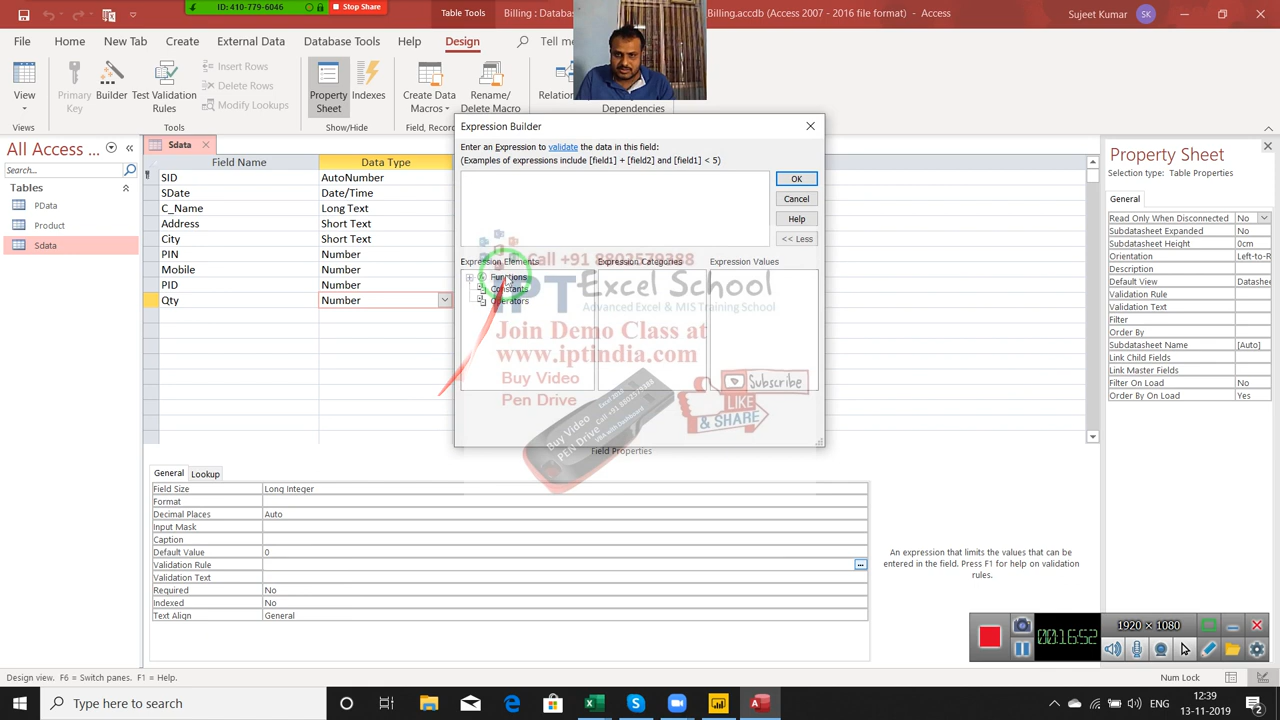 ID: 410-779-6046
Stop Share
Table Tools
Billing : Databas
Billing.accdb (Access 2007 - 2016 file format) - Access
Sujeet Kumar
SK
File
Home
New Tab
Create
External Data
Database Tools
Help
Design
Tell me
View
Primary Key
Builder
Test Validation Rules
Insert Rows
Delete Rows
Modify Lookups
Property Sheet
Indexes
Create Data Macros
Rename/ Delete Macro
Relation
Dependencies
Views
Tools
Show/Hide
Field, Record
All Access ...
Search...
Tables
PData
Product
Sdata
Sdata
Field Name
Data Type
SID
AutoNumber
SDate
Date/Time
C_Name
Long Text
Address
Short Text
City
Short Text
PIN
Number
Mobile
Number
PID
Number
Qty
Number
Expression Builder
Enter an Expression to validate the data in this field:
(Examples of expressions include [field1] + [field2] and [field1] < 5)
OK
Cancel
Help
<< Less
Call +91 8802579388
Expression Elements
Expression Categories
Expression Values
Functions
Constants
Operators
IPT
Excel School
Advanced Excel & MIS Training School
Join Demo Class at
www.iptindia.com
Buy Video
Pen Drive
Subscribe
LIKE
& SHARE
Buy Video
PEN Drive
Call +91 8802579388
Property Sheet
Selection type: Table Properties
General
Read Only When Disconnected
No
Subdatasheet Expanded
No
Subdatasheet Height
0cm
Orientation
Left-to-R
Description
Default View
Datashe
Validation Rule
Validation Text
Filter
Order By
Subdatasheet Name
[Auto]
Link Child Fields
Link Master Fields
Filter On Load
No
Order By On Load
Yes
Field Properties
General
Lookup
Field Size
Long Integer
Format
Decimal Places
Auto
Input Mask
Caption
Default Value
0
Validation Rule
Validation Text
Required
No
Indexed
No
Text Align
General
An expression that limits the values that can be entered in the field. Press F1 for help on validation rules.
1920 × 1080
00:16:52
Design view. F6 = Switch panes. F1 = Help.
Num Lock
Type here to search
ENG
12:39
13-11-2019
2